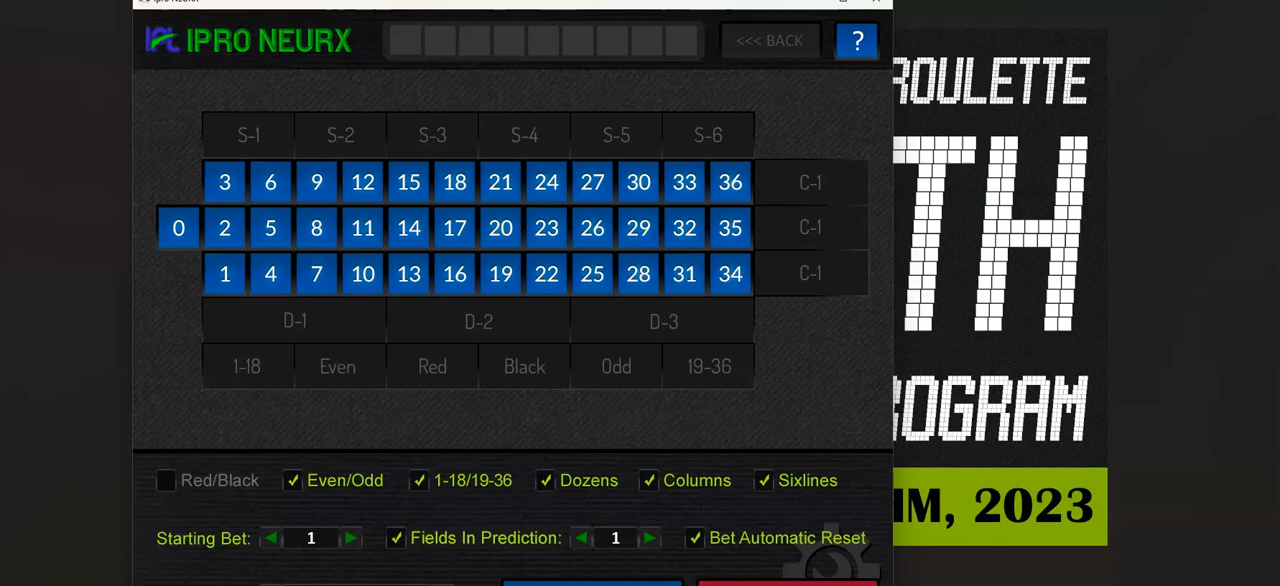 IPRO NEURX
<<< BACK
?
S-1 S-2 S-3 S-4 S-5 S-6
3 6 9 12 15 18 21 24 27 30 33 36 C-1
0 2 5 8 11 14 17 20 23 26 29 32 35 C-1
1 4 7 10 13 16 19 22 25 28 31 34 C-1
D-1 D-2 D-3
1-18 Even Red Black Odd 19-36
Red/Black Even/Odd 1-18/19-36 Dozens Columns Sixlines
Starting Bet: 1 Fields In Prediction: 1 Bet Automatic Reset
ROULETTE
TH
OGRAM
, 2023